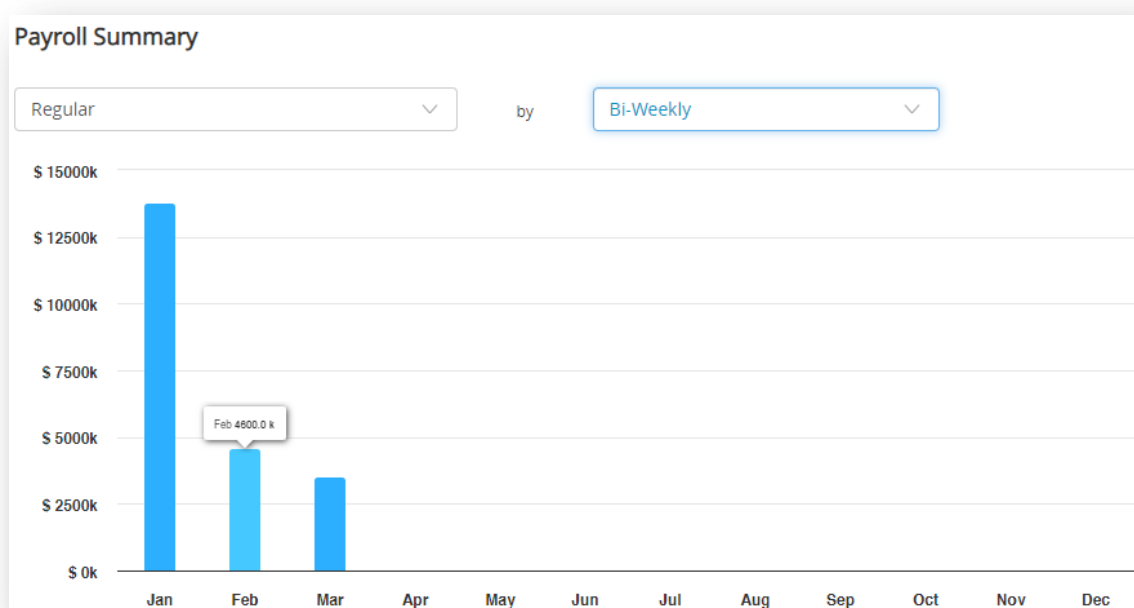 Payroll Summary
Regular by Bi-Weekly
$ 15000k
$ 12500k
$ 10000k
$ 7500k
Feb 4600.0 k
$ 5000k
$ 2500k
$ 0k
Jan Feb Mar Apr May Jun Jul Aug Sep Oct Nov Dec